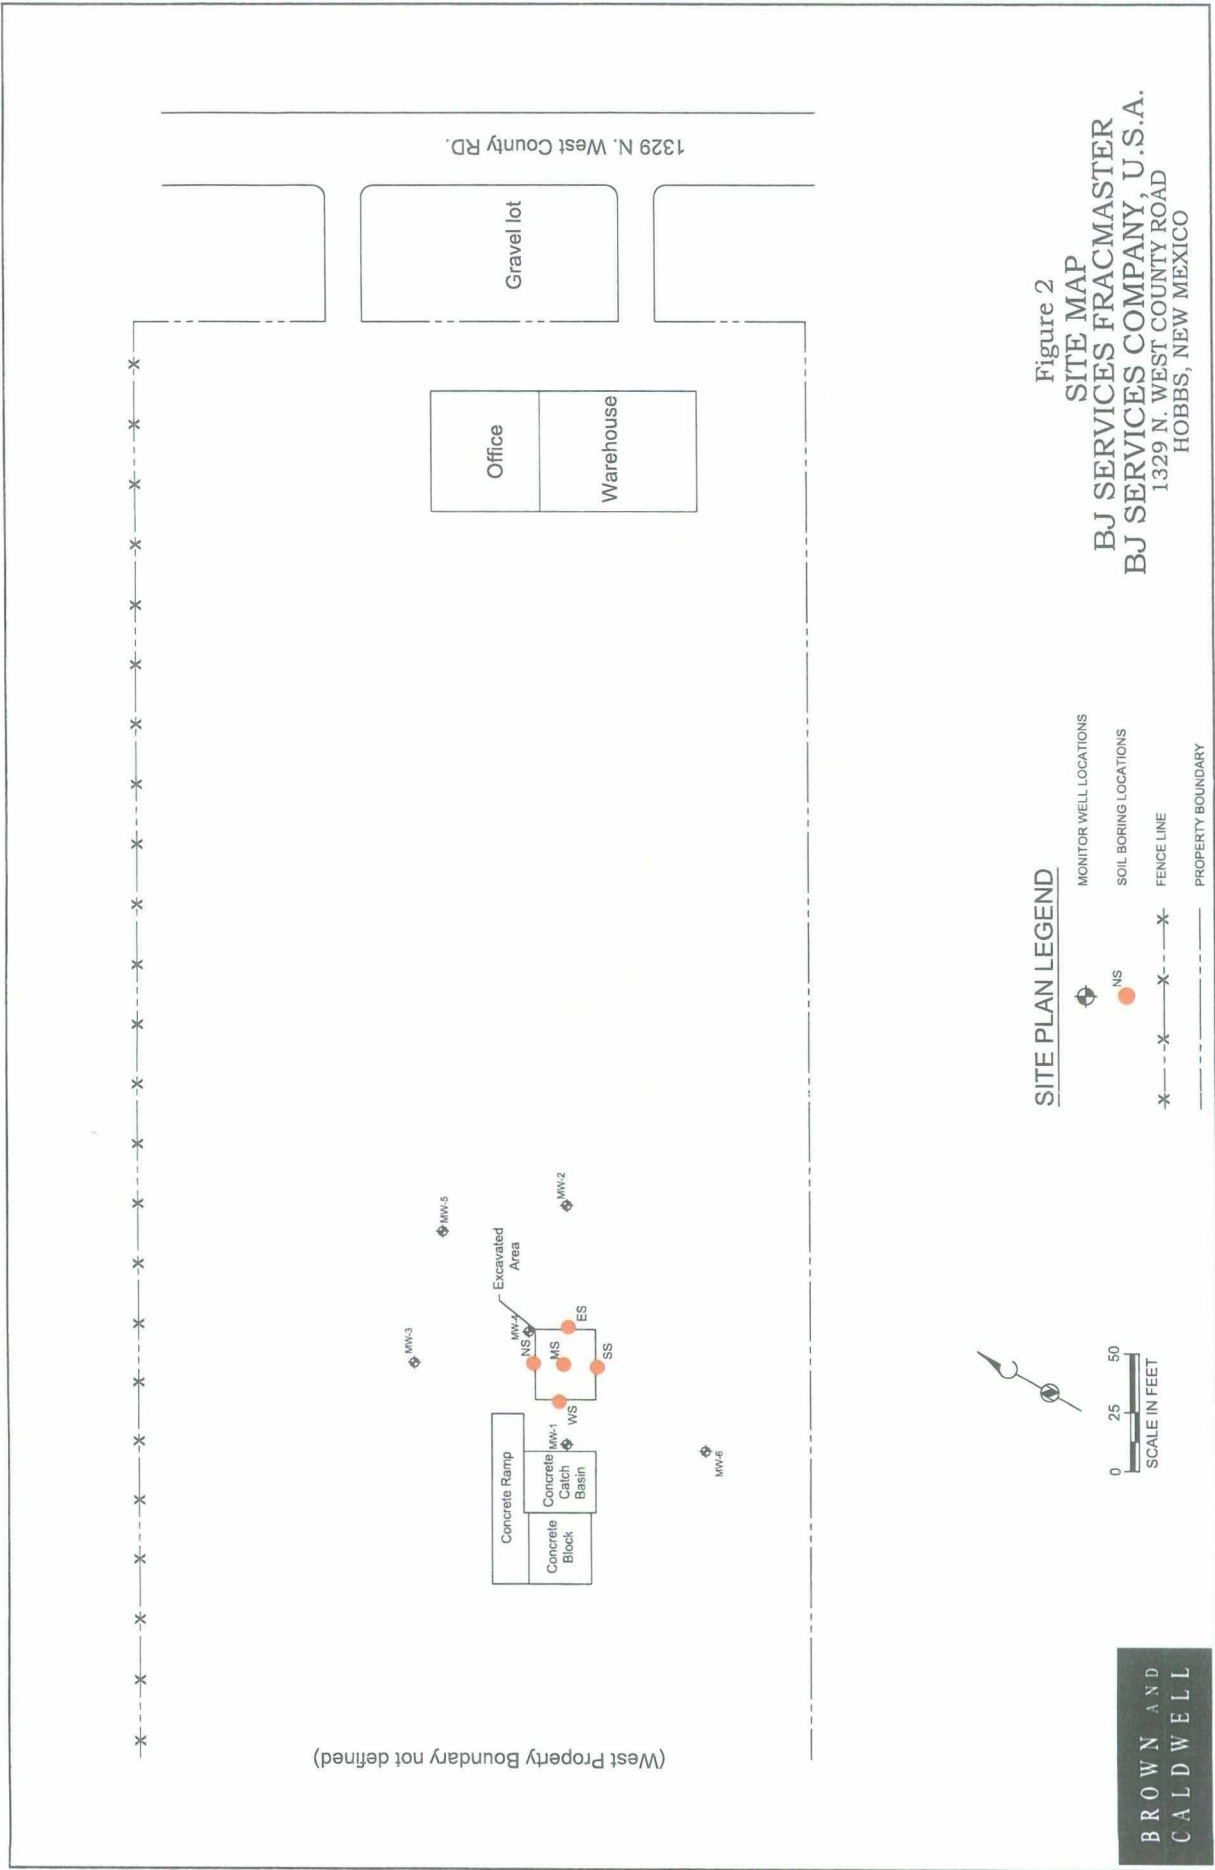 1329 N. West County RD.
Gravel lot
Office
Warehouse
(West Property Boundary not defined)
MW-3
MW-5
MW-2
Excavated
Area
MW-4
NS
MS
ES
SS
WS
MW-1
MW-6
Concrete Ramp
Concrete
Catch
Basin
Concrete
Block
0 25 50
SCALE IN FEET
SITE PLAN LEGEND
MONITOR WELL LOCATIONS
NS
SOIL BORING LOCATIONS
FENCE LINE
PROPERTY BOUNDARY
Figure 2
SITE MAP
BJ SERVICES FRACMASTER
BJ SERVICES COMPANY, U.S.A.
1329 N. WEST COUNTY ROAD
HOBBS, NEW MEXICO
BROWN AND
CALDWELL